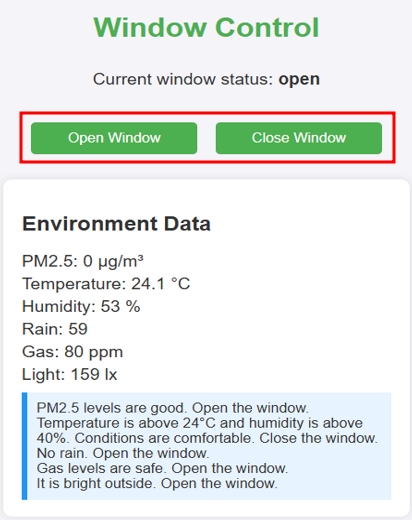 Window Control
Current window status: open
Open Window
Close Window
Environment Data
PM2.5: 0 µg/m³
Temperature: 24.1 °C
Humidity: 53 %
Rain: 59
Gas: 80 ppm
Light: 159 lx
PM2.5 levels are good. Open the window.
Temperature is above 24°C and humidity is above
40%. Conditions are comfortable. Close the window.
No rain. Open the window.
Gas levels are safe. Open the window.
It is bright outside. Open the window.